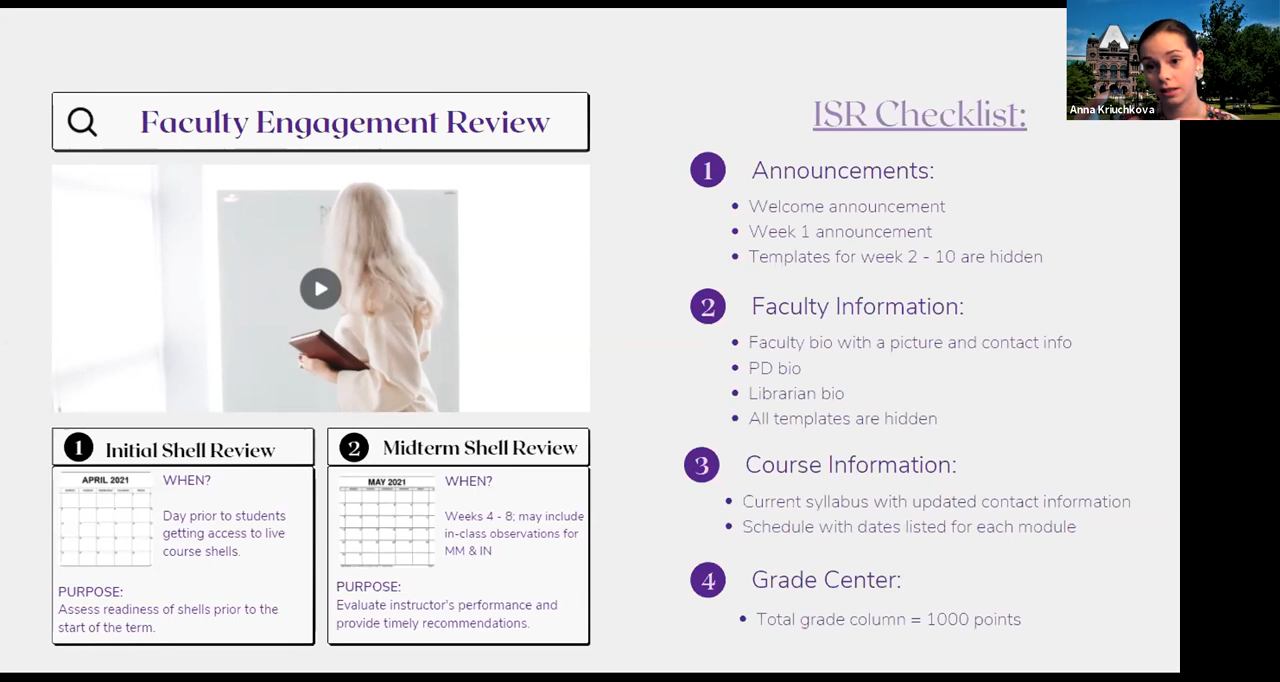 Faculty Engagement Review
1 Initial Shell Review
APRIL 2021
WHEN?
Day prior to students
getting access to live
course shells.
PURPOSE:
Assess readiness of shells prior to the
start of the term.
2 Midterm Shell Review
MAY 2021
WHEN?
Weeks 4 - 8; may include
in-class observations for
MM & IN
PURPOSE:
Evaluate instructor's performance and
provide timely recommendations.
ISR Checklist:
1 Announcements:
• Welcome announcement
• Week 1 announcement
• Templates for week 2 - 10 are hidden
2 Faculty Information:
• Faculty bio with a picture and contact info
• PD bio
• Librarian bio
• All templates are hidden
3 Course Information:
• Current syllabus with updated contact information
• Schedule with dates listed for each module
4 Grade Center:
• Total grade column = 1000 points
Anna Kriuchkova